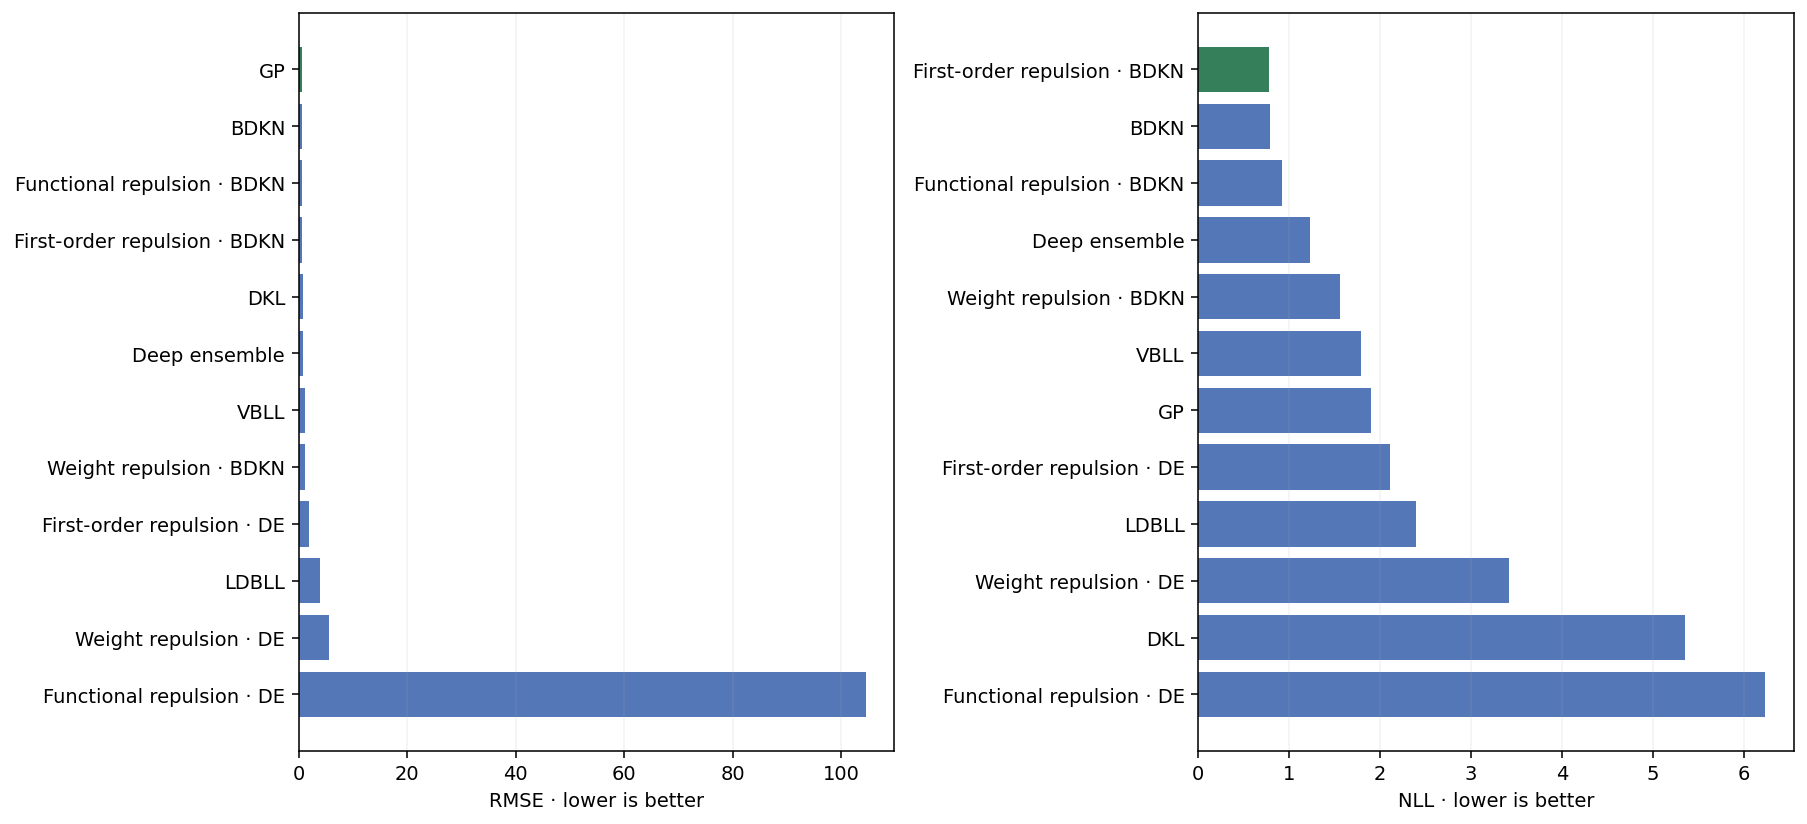 GP
BDKN
Functional repulsion · BDKN
First-order repulsion · BDKN
DKL
Deep ensemble
VBLL
Weight repulsion · BDKN
First-order repulsion · DE
LDBLL
Weight repulsion · DE
Functional repulsion · DE
0 20 40 60 80 100
RMSE · lower is better
First-order repulsion · BDKN
BDKN
Functional repulsion · BDKN
Deep ensemble
Weight repulsion · BDKN
VBLL
GP
First-order repulsion · DE
LDBLL
Weight repulsion · DE
DKL
Functional repulsion · DE
0 1 2 3 4 5 6
NLL · lower is better